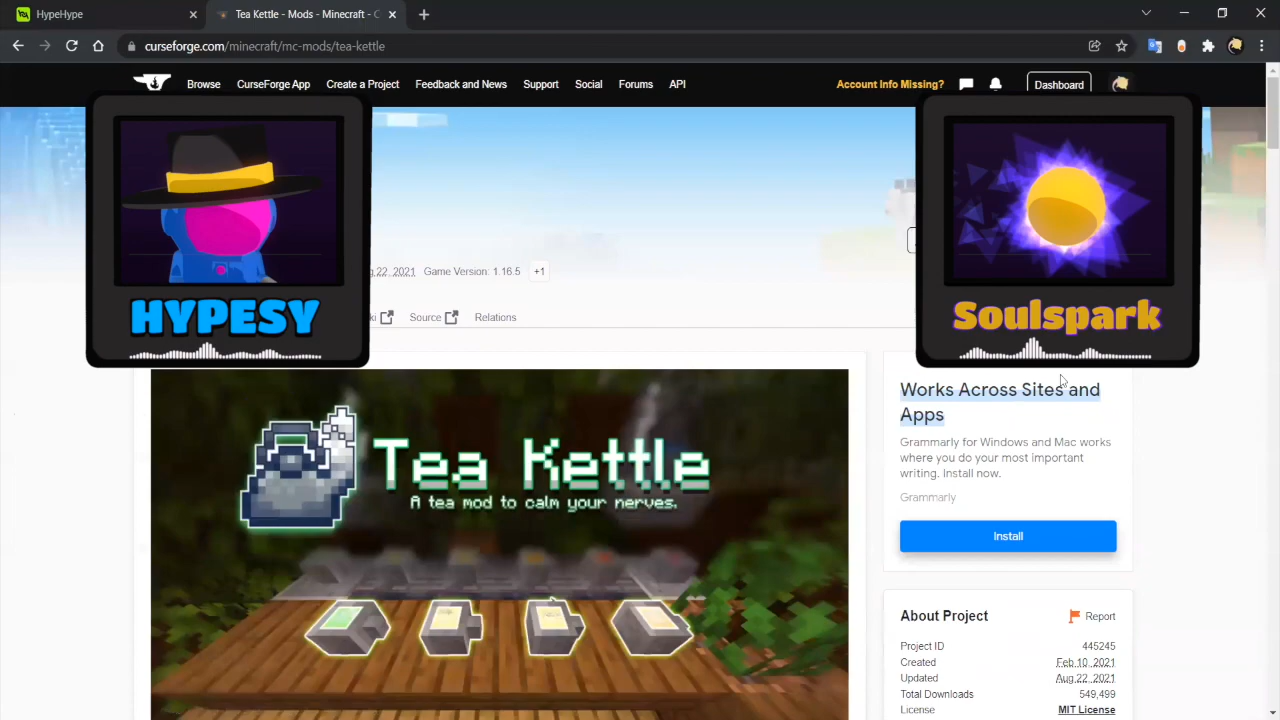 HypeHype
Tea Kettle - Mods - Minecraft - C
curseforge.com/minecraft/mc-mods/tea-kettle
Browse CurseForge App Create a Project Feedback and News Support Social Forums API Account Info Missing? Dashboard
HYPESY
Soulspark
22, 2021 Game Version: 1.16.5 +1
Source Relations
Works Across Sites and
Apps
Grammarly for Windows and Mac works
where you do your most important
writing. Install now.
Grammarly
Install
Tea Kettle
A tea mod to calm your nerves.
About Project Report
Project ID 445245
Created Feb 10, 2021
Updated Aug 22, 2021
Total Downloads 549,499
License MIT License